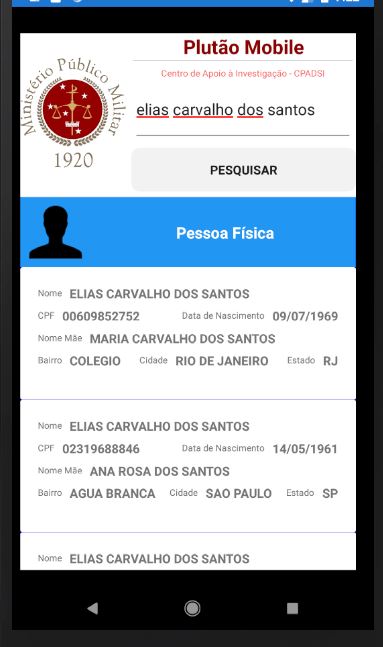 Plutão Mobile
Centro de Apoio à Investigação - CPADSI
Ministério Público Militar
1920
elias carvalho dos santos
PESQUISAR
Pessoa Física
Nome ELIAS CARVALHO DOS SANTOS
CPF 00609852752 Data de Nascimento 09/07/1969
Nome Mãe MARIA CARVALHO DOS SANTOS
Bairro COLEGIO Cidade RIO DE JANEIRO Estado RJ
Nome ELIAS CARVALHO DOS SANTOS
CPF 02319688846 Data de Nascimento 14/05/1961
Nome Mãe ANA ROSA DOS SANTOS
Bairro AGUA BRANCA Cidade SAO PAULO Estado SP
Nome ELIAS CARVALHO DOS SANTOS